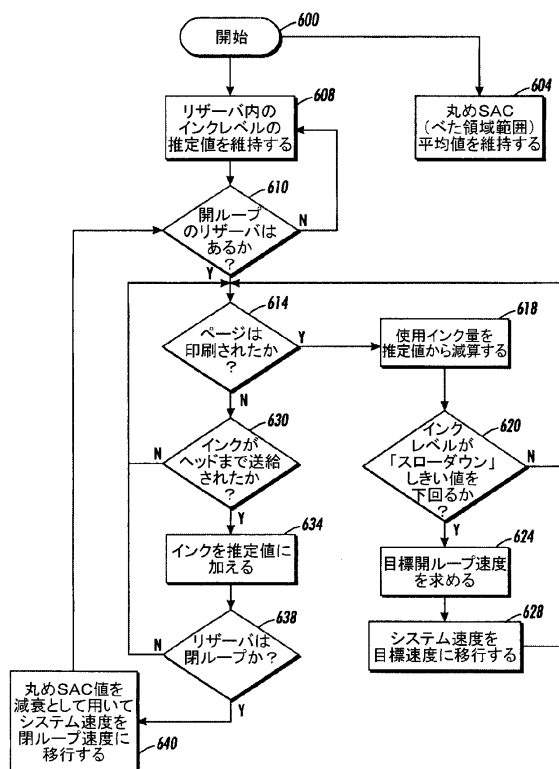 開始
600
604
丸めSAC
(べた領域範囲)
平均値を維持する
608
リザーバ内の
インクレベルの
推定値を維持する
610
開ループ
のリザーバは
あるか
?
N
Y
614
ページは
印刷されたか
?
Y
N
618
使用インク量を
推定値から減算する
620
インク
レベルが
「スローダウン」
しきい値を
下回るか
?
N
Y
624
目標開ループ速度
を求める
628
システム速度を
目標速度に移行する
630
インクが
ヘッドまで送給
されたか
?
N
Y
634
インクを推定値に
加える
638
リザーバは
閉ループか?
N
Y
丸めSAC値を
減衰として用いて
システム速度を
閉ループ速度に
移行する
640